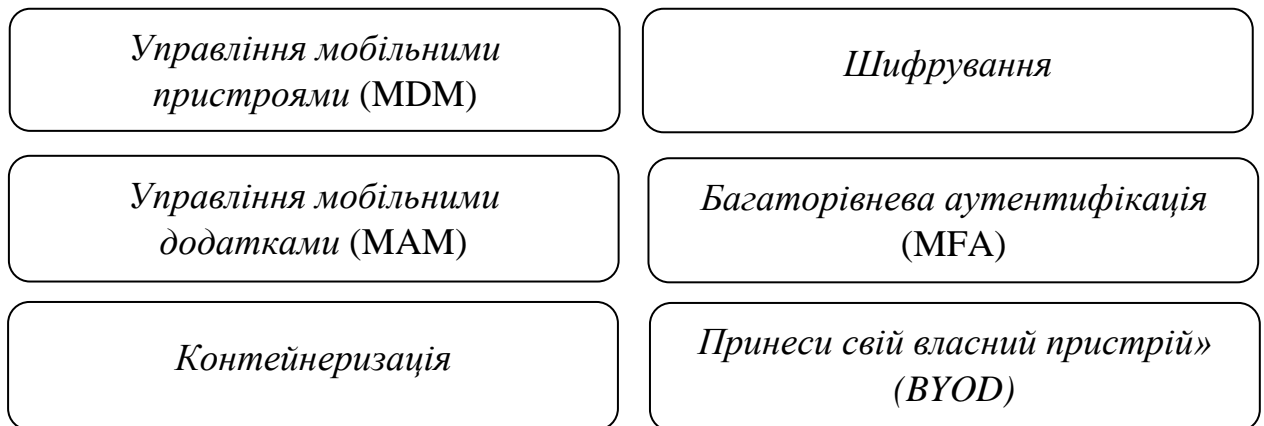 Управління мобільними
пристроями (MDM)
Шифрування
Управління мобільними
додатками (MAM)
Багаторівнева аутентифікація
(MFA)
Контейнеризація
Принеси свій власний пристрій»
(BYOD)